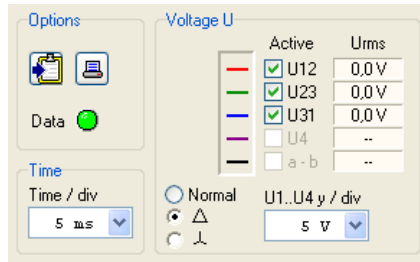 Options
Data
Time
Time / div
5 ms
Voltage U
Active Urms
U12 0,0 V
U23 0,0 V
U31 0,0 V
U4 --
a - b --
Normal U1..U4 y / div
5 V